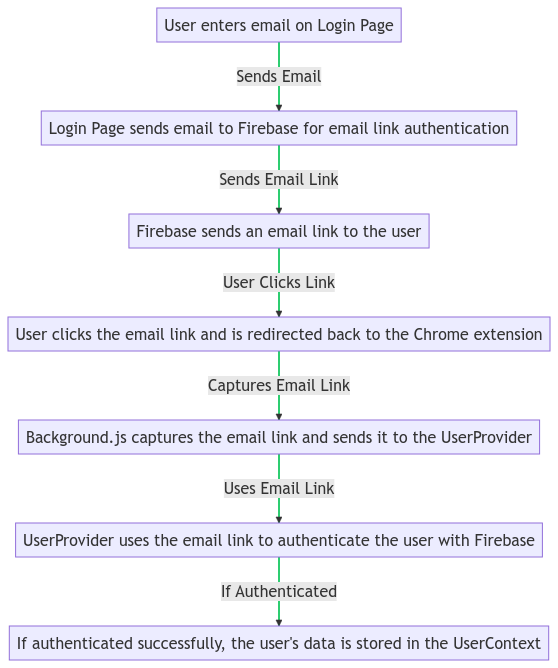 User enters email on Login Page
Sends Email
Login Page sends email to Firebase for email link authentication
Sends Email Link
Firebase sends an email link to the user
User Clicks Link
User clicks the email link and is redirected back to the Chrome extension
Captures Email Link
Background.js captures the email link and sends it to the UserProvider
Uses Email Link
UserProvider uses the email link to authenticate the user with Firebase
If Authenticated
If authenticated successfully, the user's data is stored in the UserContext